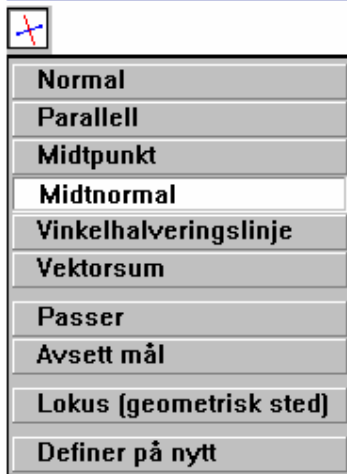 Normal
Parallell
Midtpunkt
Midtnormal
Vinkelhalveringslinje
Vektorsum
Passer
Avsett mål
Lokus (geometrisk sted)
Definer på nytt